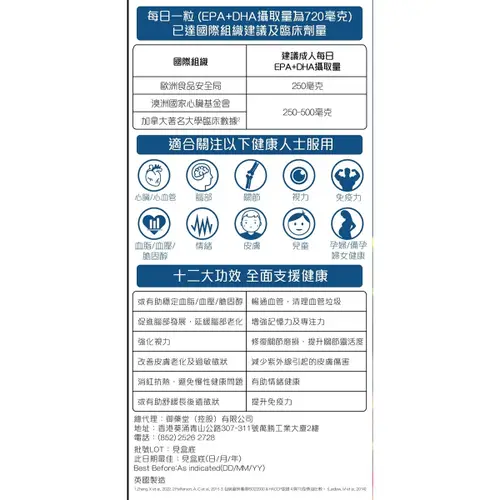 每日一粒 (EPA+DHA攝取量為720毫克)
已達國際組織建議及臨床劑量
國際組織
建議成人每日
EPA+DHA攝取量
歐洲食品安全局
250毫克
澳洲國家心臟基金會
250-500毫克
加拿大著名大學臨床數據²
適合關注以下健康人士服用
心臟/心血管
腦部
關節
視力
免疫力
血脂/血壓/
膽固醇
情緒
皮膚
兒童
孕婦/備孕
婦女健康
十二大功效 全面支援健康
或有助穩定血脂/血壓/膽固醇
暢通血管、清理血管垃圾
促進腦部發展、延緩腦部老化
增強記憶力及專注力
強化視力
修復關節磨損、提升關節靈活度
改善皮膚老化及過敏癥狀
減少紫外線引起的皮膚傷害
消紅抗熱、避免慢性健康問題
有助情緒健康
或有助舒緩長後遺狀
提升免疫力
總代理：御藥堂（控股）有限公司
地址：香港葵涌青山公路307-311號萬勝工業大廈2樓
電話：(852) 2526 2728
批號LOT：見盒底
此日期最佳：見盒底(日/月/年)
Best Before:As indicated(DD/MM/YY)
英國製造